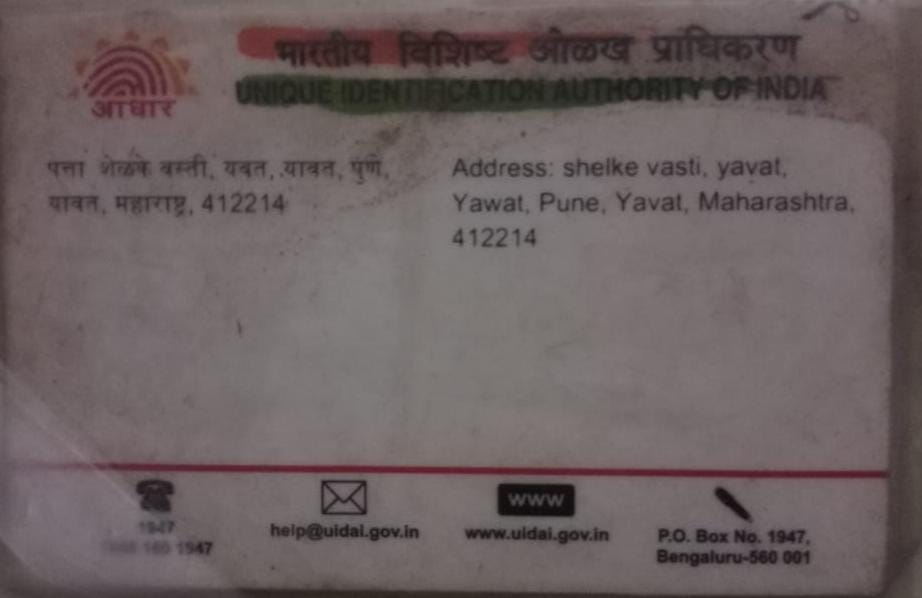 भारतीय विशिष्ट ओळख प्राधिकरण
UNIQUE IDENTIFICATION AUTHORITY OF INDIA
आधार
पत्ता शेळके वस्ती, यवत, यावत, पुणे,
यावत, महाराष्ट्र, 412214
Address: shelke vasti, yavat,
Yawat, Pune, Yavat, Maharashtra,
412214
1947
1947
help@uidai.gov.in
WWW
www.uidai.gov.in
P.O. Box No. 1947,
Bengaluru-560 001